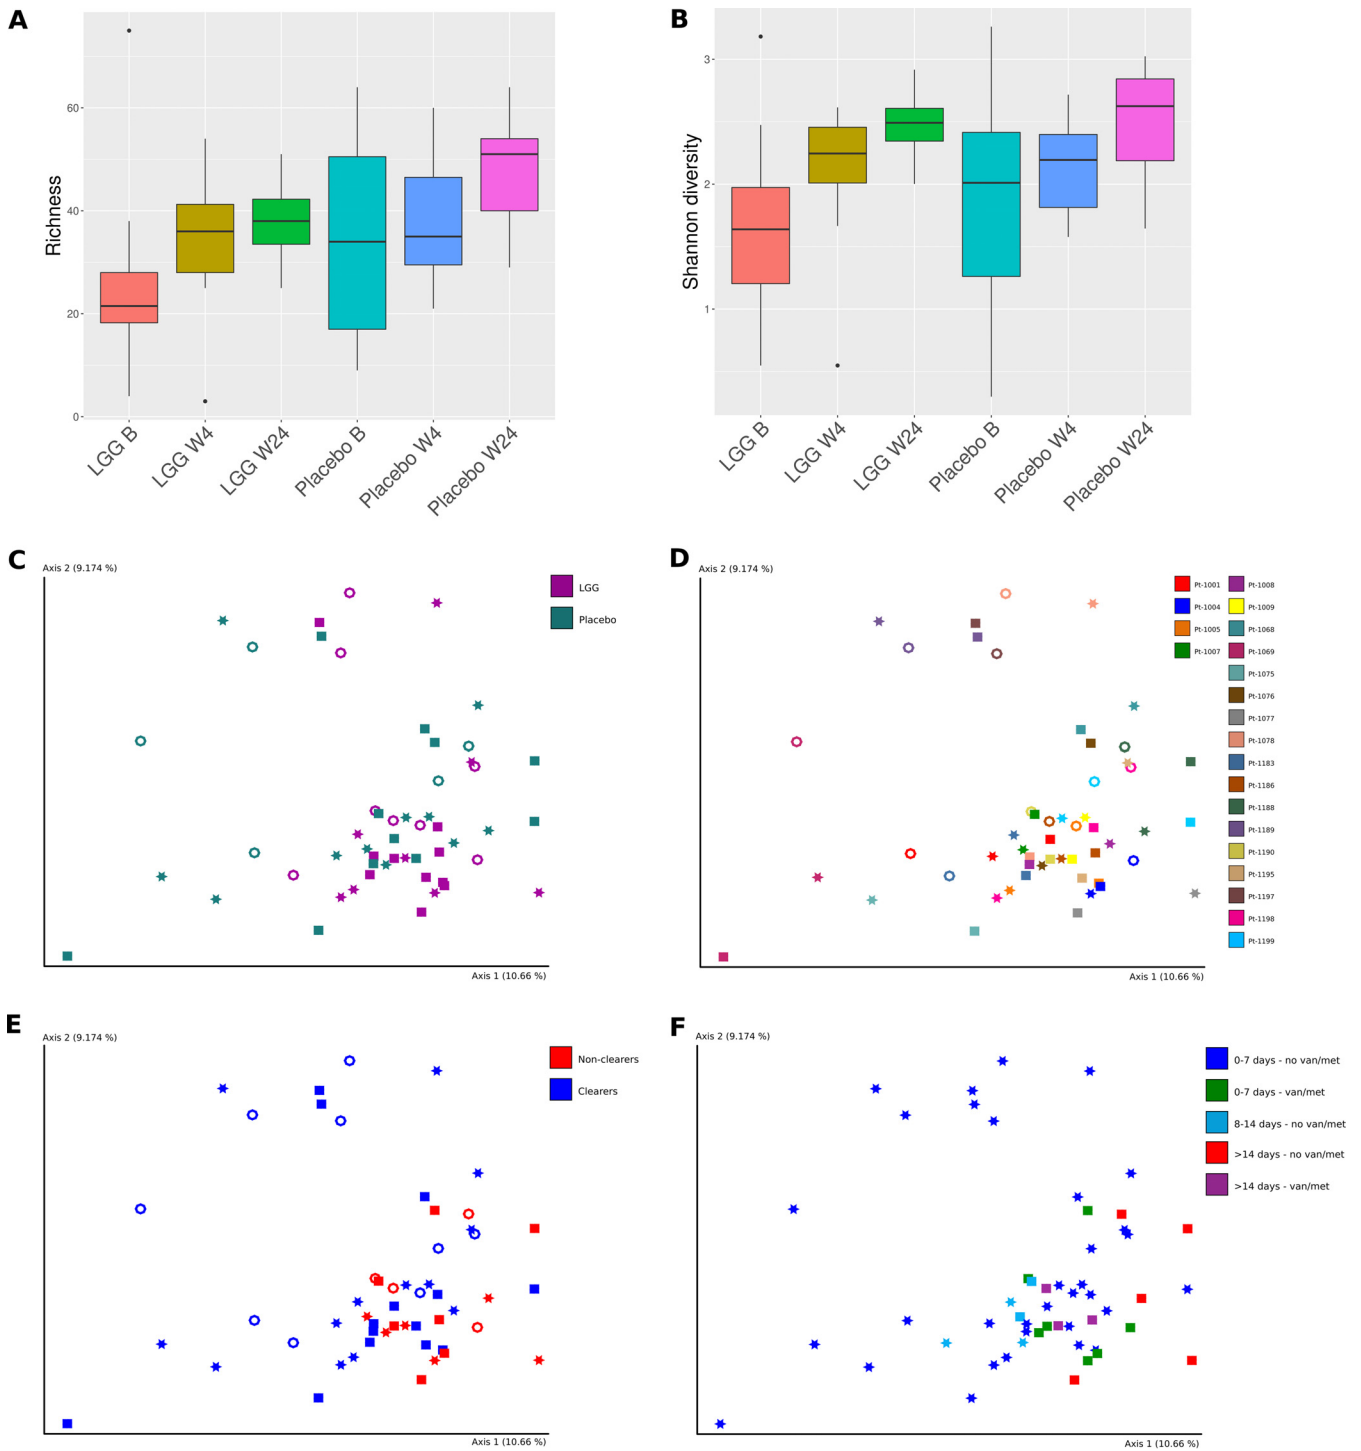 A
Richness
60
40
20
0
LGG B
LGG W4
LGG W24
Placebo B
Placebo W4
Placebo W24
B
Shannon diversity
3
2
1
LGG B
LGG W4
LGG W24
Placebo B
Placebo W4
Placebo W24
C
Axis 2 (9.174 %)
LGG
Placebo
Axis 1 (10.66 %)
D
Axis 2 (9.174 %)
Pt-1001
Pt-1004
Pt-1005
Pt-1007
Pt-1008
Pt-1009
Pt-1068
Pt-1069
Pt-1075
Pt-1076
Pt-1077
Pt-1078
Pt-1183
Pt-1186
Pt-1188
Pt-1189
Pt-1190
Pt-1195
Pt-1197
Pt-1198
Pt-1199
Axis 1 (10.66 %)
E
Axis 2 (9.174 %)
Non-clearers
Clearers
Axis 1 (10.66 %)
F
Axis 2 (9.174 %)
0-7 days - no van/met
0-7 days - van/met
8-14 days - no van/met
>14 days - no van/met
>14 days - van/met
Axis 1 (10.66 %)